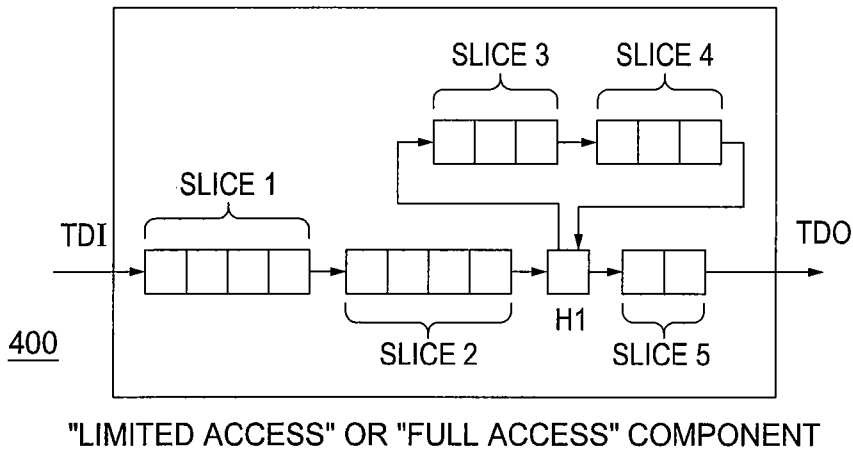 SLICE 3
SLICE 4
SLICE 1
TDI
TDO
H1
SLICE 2
SLICE 5
400
"LIMITED ACCESS" OR "FULL ACCESS" COMPONENT